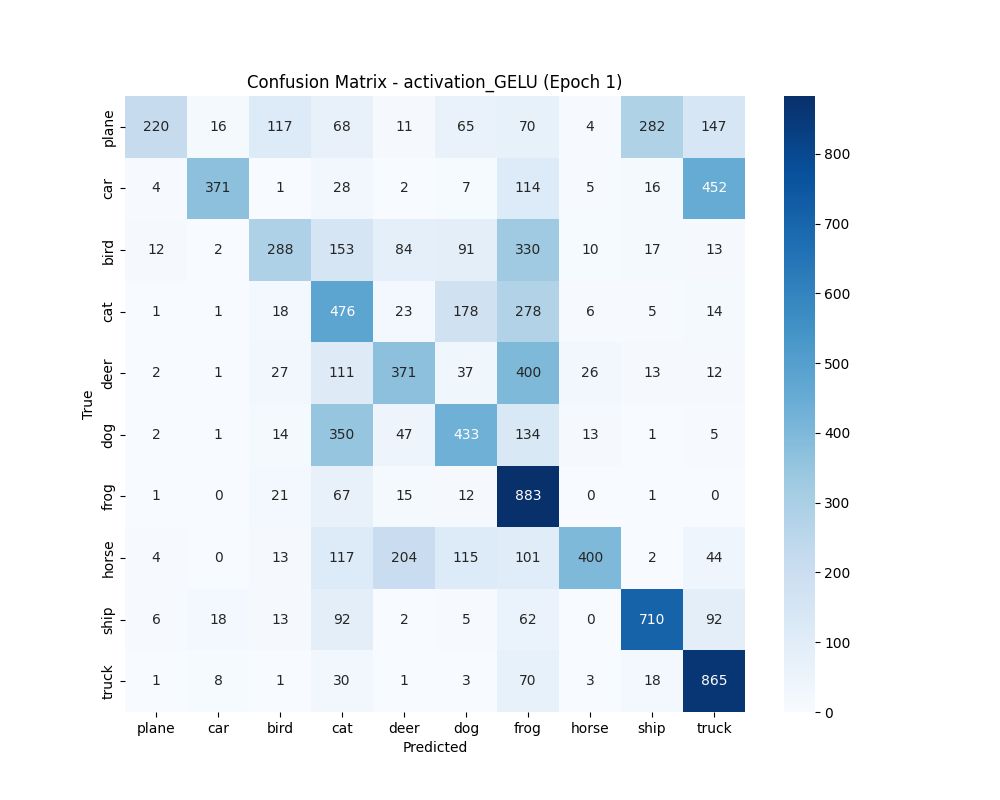 Confusion Matrix - activation_GELU (Epoch 1)
True
plane 220 16 117 68 11 65 70 4 282 147
car 4 371 1 28 2 7 114 5 16 452
bird 12 2 288 153 84 91 330 10 17 13
cat 1 1 18 476 23 178 278 6 5 14
deer 2 1 27 111 371 37 400 26 13 12
dog 2 1 14 350 47 433 134 13 1 5
frog 1 0 21 67 15 12 883 0 1 0
horse 4 0 13 117 204 115 101 400 2 44
ship 6 18 13 92 2 5 62 0 710 92
truck 1 8 1 30 1 3 70 3 18 865
plane car bird cat deer dog frog horse ship truck
Predicted
800
700
600
500
400
300
200
100
0